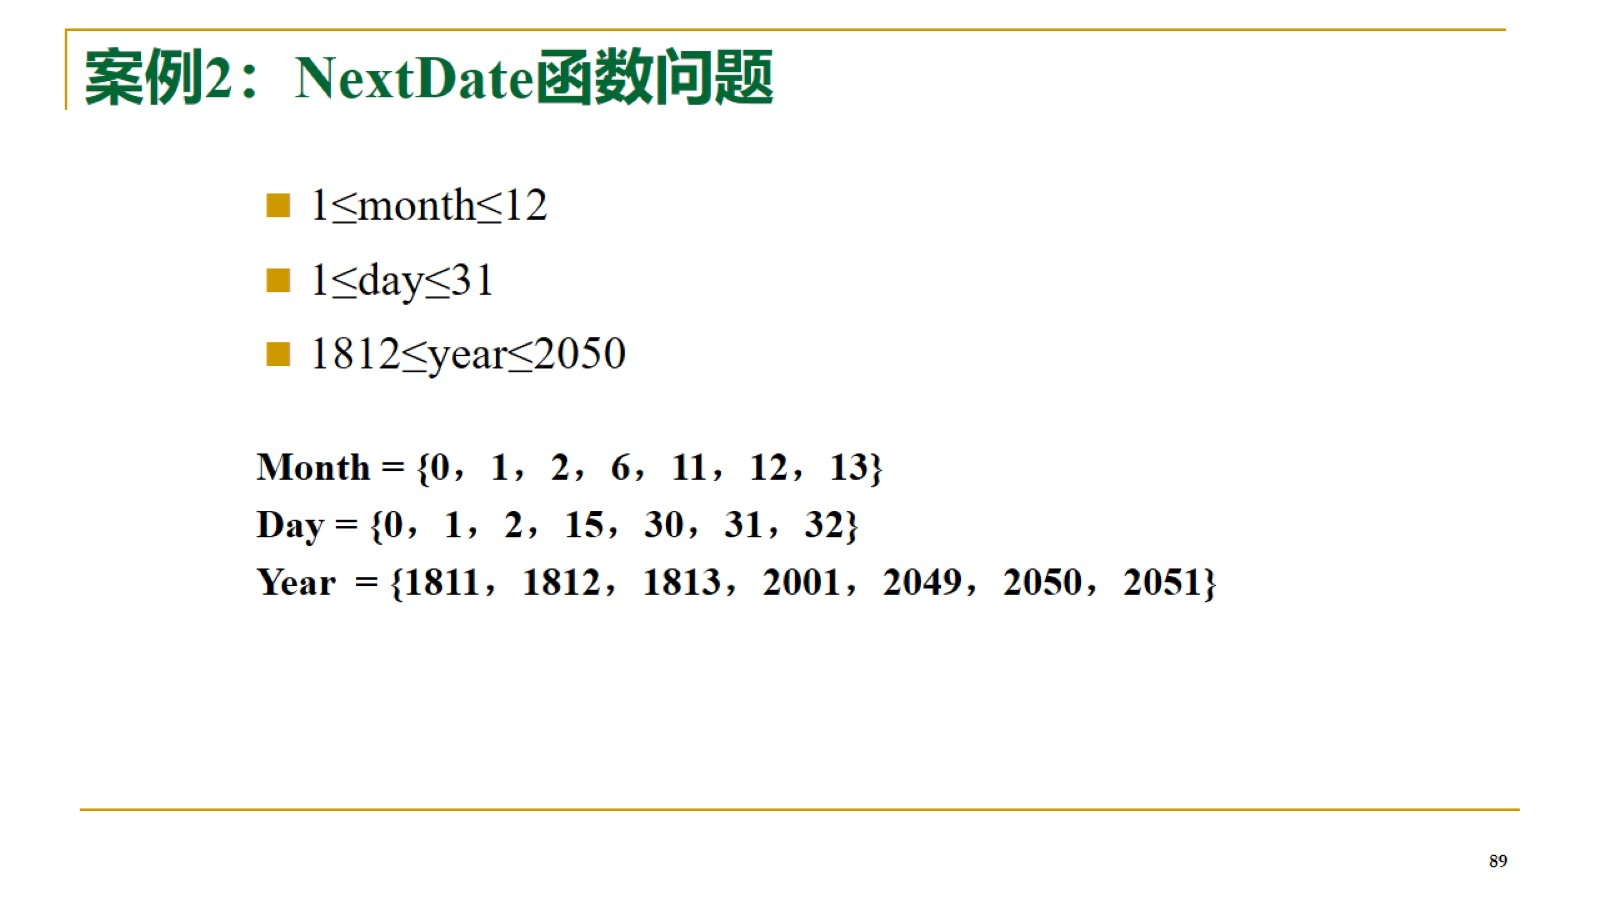 案例2：NextDate函数问题
1≤month≤12
1≤day≤31
1812≤year≤2050
Month = {0，1，2，6，11，12，13}
Day = {0，1，2，15，30，31，32}
Year = {1811，1812，1813，2001，2049，2050，2051}
89